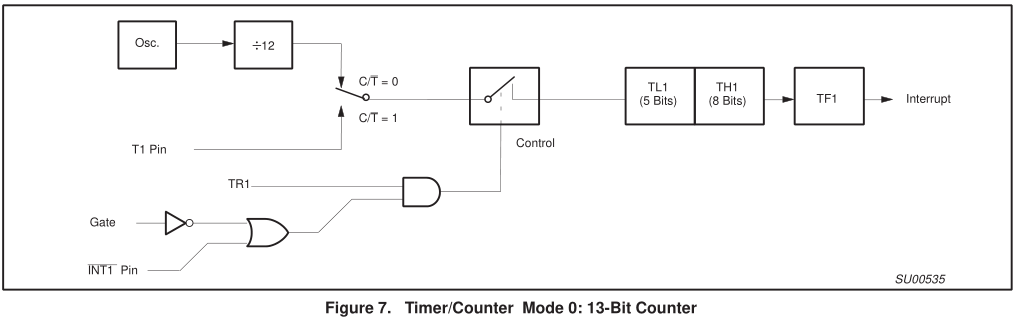 Osc.
÷12
C/T̅ = 0
C/T̅ = 1
T1 Pin
TL1
(5 Bits)
TH1
(8 Bits)
TF1
Interrupt
Control
TR1
Gate
I̅N̅T̅1̅ Pin
SU00535
Figure 7. Timer/Counter Mode 0: 13-Bit Counter